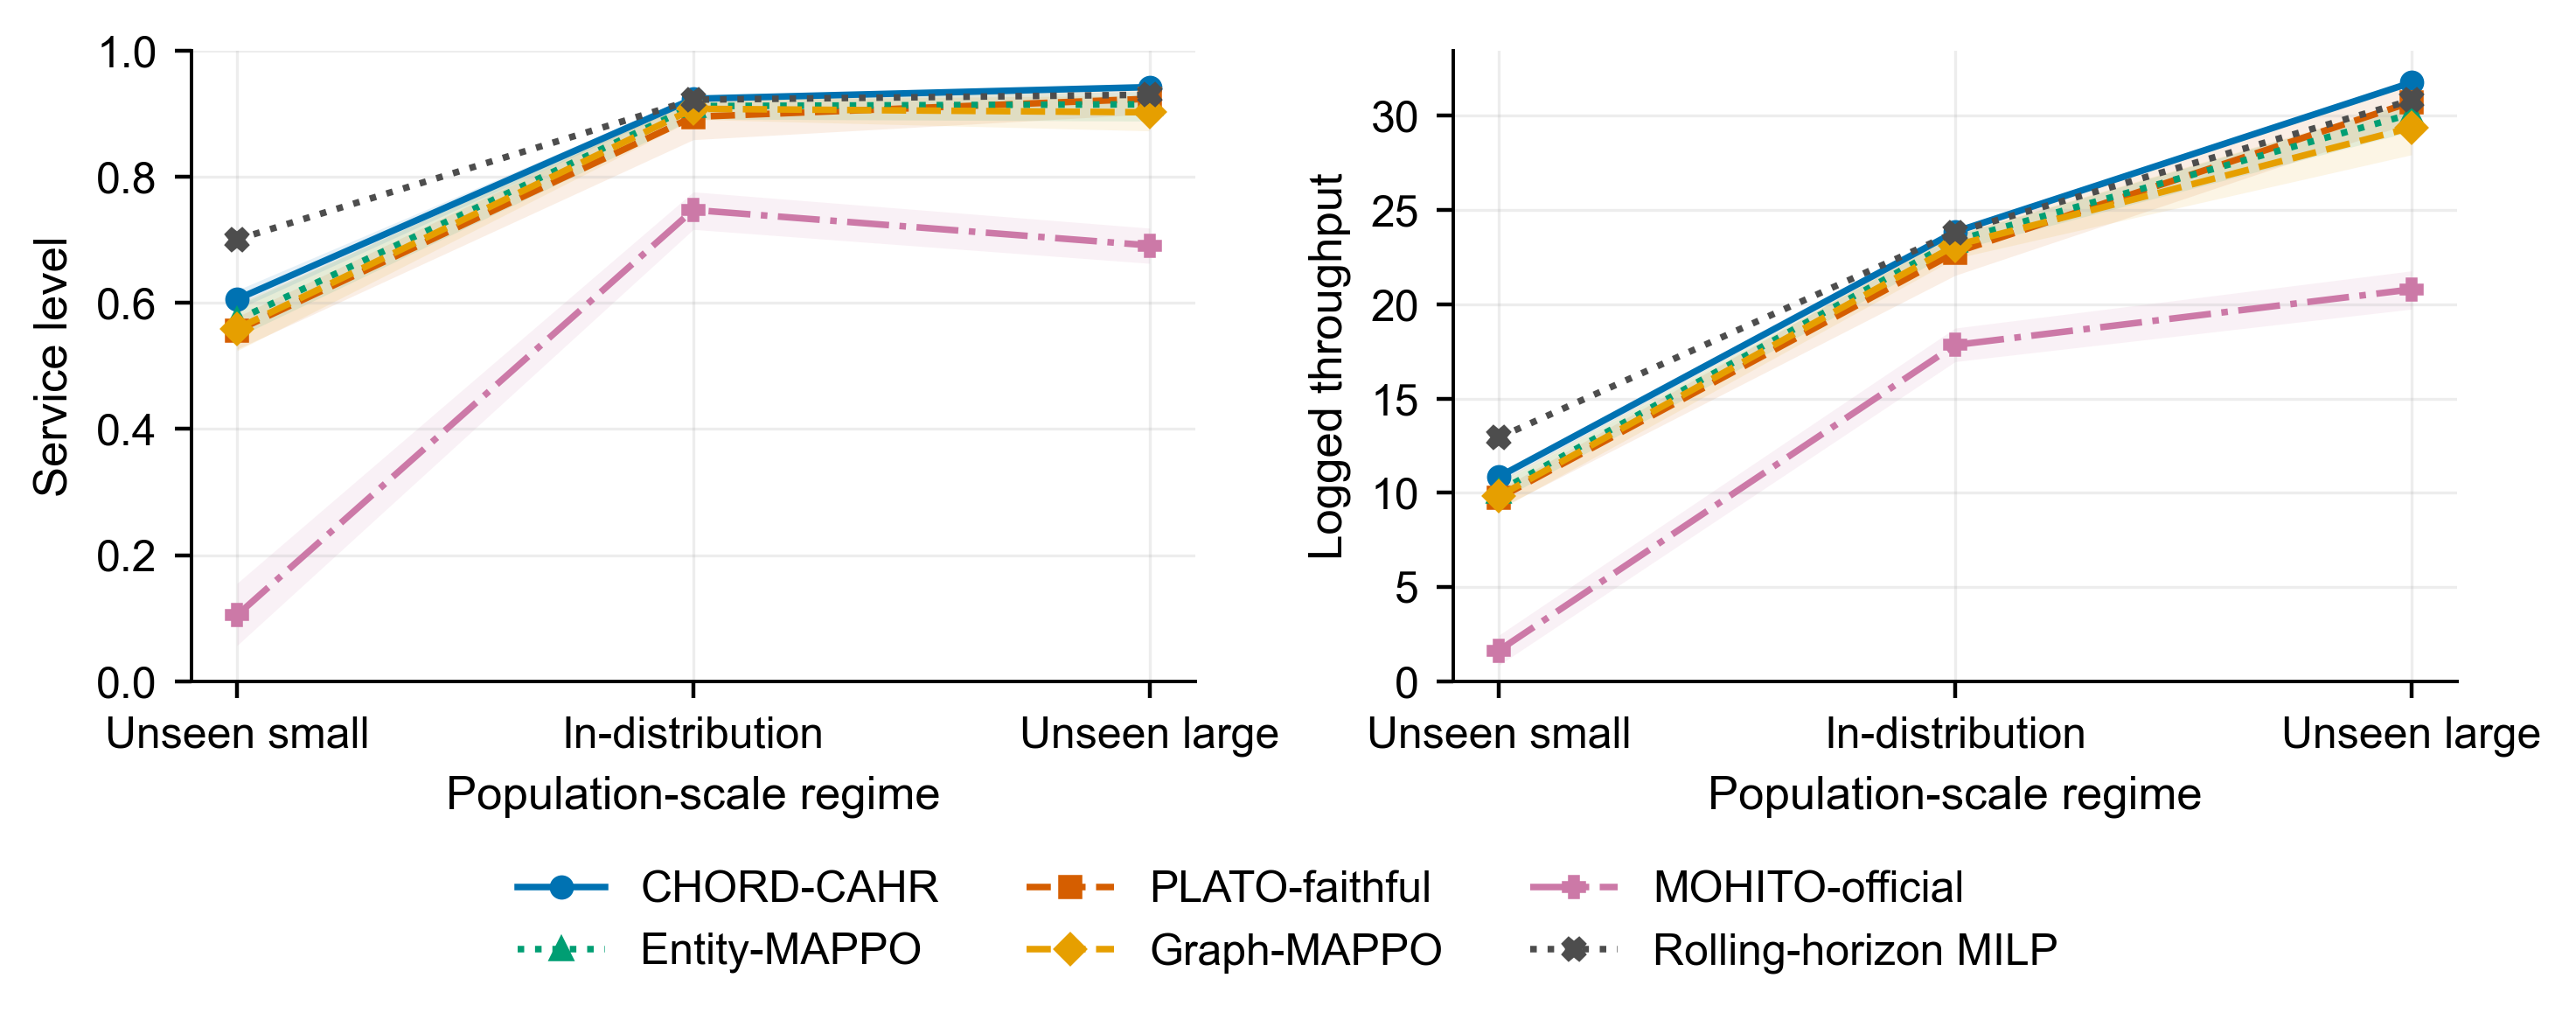 1.0
0.8
0.6
0.4
0.2
0.0
Service level
Unseen small
In-distribution
Unseen large
Population-scale regime
30
25
20
15
10
5
0
Logged throughput
Unseen small
In-distribution
Unseen large
Population-scale regime
CHORD-CAHR
PLATO-faithful
MOHITO-official
Entity-MAPPO
Graph-MAPPO
Rolling-horizon MILP